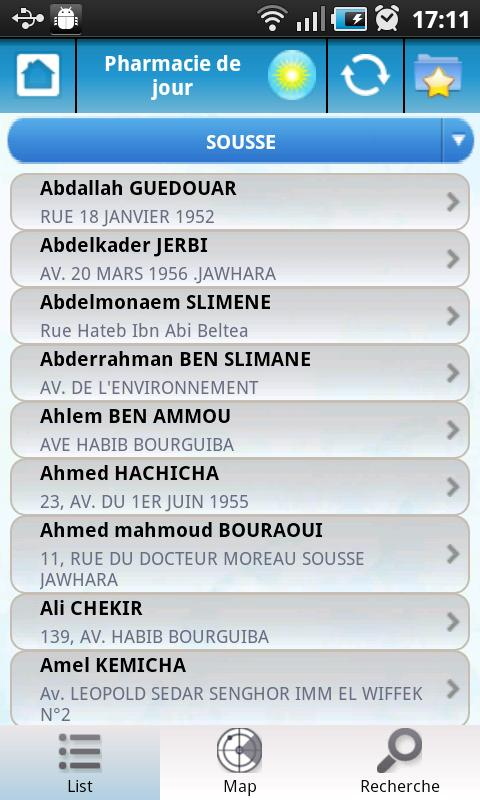 17:11
Pharmacie de
jour
SOUSSE
Abdallah GUEDOUAR
RUE 18 JANVIER 1952
Abdelkader JERBI
AV. 20 MARS 1956 .JAWHARA
Abdelmonaem SLIMENE
Rue Hateb Ibn Abi Beltea
Abderrahman BEN SLIMANE
AV. DE L'ENVIRONNEMENT
Ahlem BEN AMMOU
AVE HABIB BOURGUIBA
Ahmed HACHICHA
23, AV. DU 1ER JUIN 1955
Ahmed mahmoud BOURAOUI
11, RUE DU DOCTEUR MOREAU SOUSSE
JAWHARA
Ali CHEKIR
139, AV. HABIB BOURGUIBA
Amel KEMICHA
Av. LEOPOLD SEDAR SENGHOR IMM EL WIFFEK
N°2
List
Map
Recherche